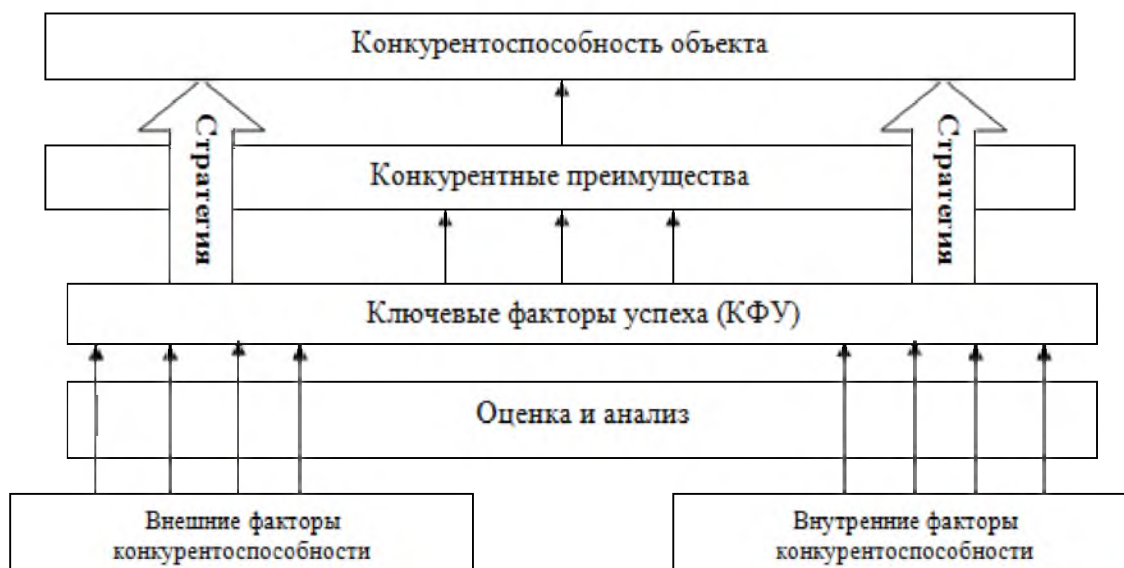 Конкурентоспособность объекта
Стратегия
Стратегия
Конкурентные преимущества
Ключевые факторы успеха (КФУ)
Оценка и анализ
Внешние факторы
конкурентоспособности
Внутренние факторы
конкурентоспособности